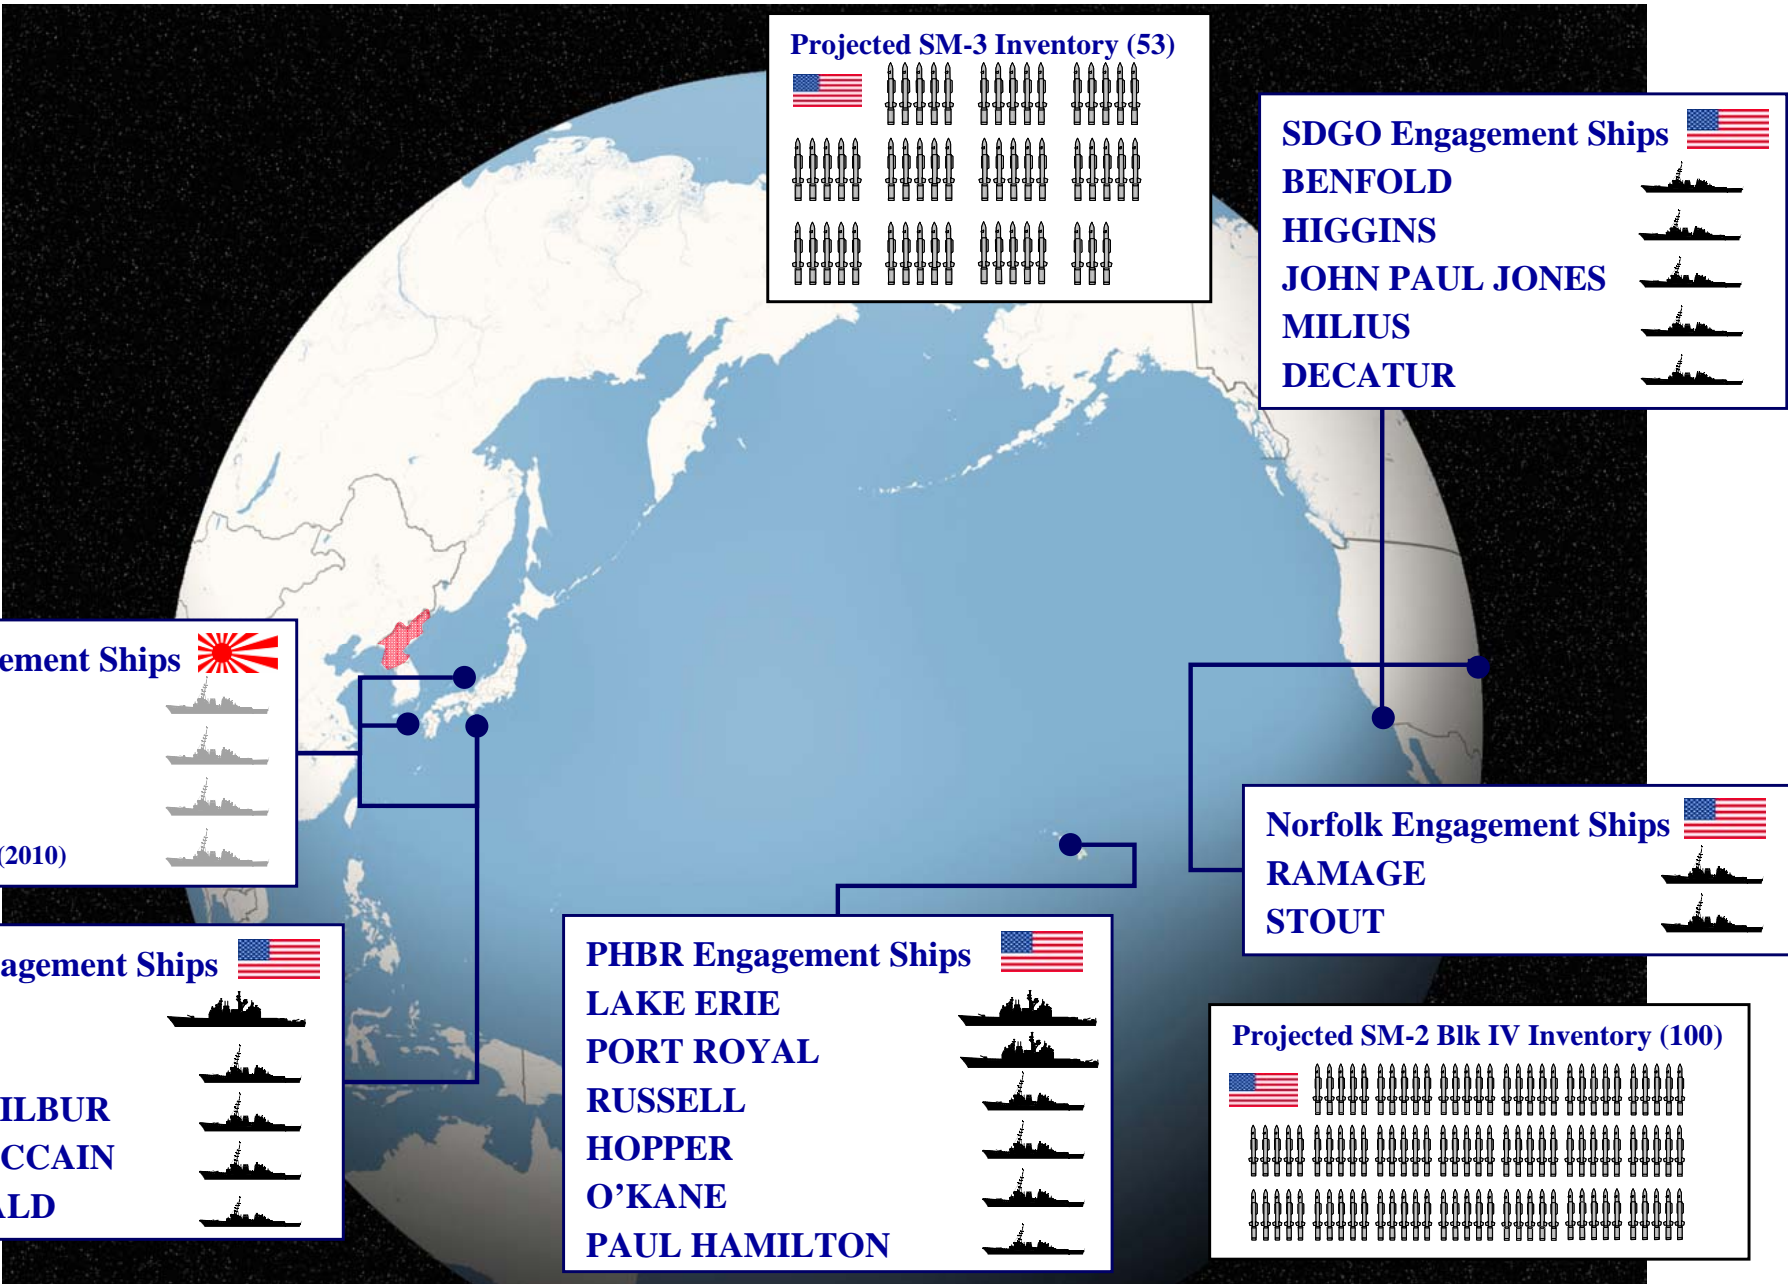 Projected SM-3 Inventory (53)
SDGO Engagement Ships
BENFOLD
HIGGINS
JOHN PAUL JONES
MILIUS
DECATUR
ement Ships
(2010)
agement Ships
ILBUR
CCAIN
ALD
PHBR Engagement Ships
LAKE ERIE
PORT ROYAL
RUSSELL
HOPPER
O’KANE
PAUL HAMILTON
Norfolk Engagement Ships
RAMAGE
STOUT
Projected SM-2 Blk IV Inventory (100)